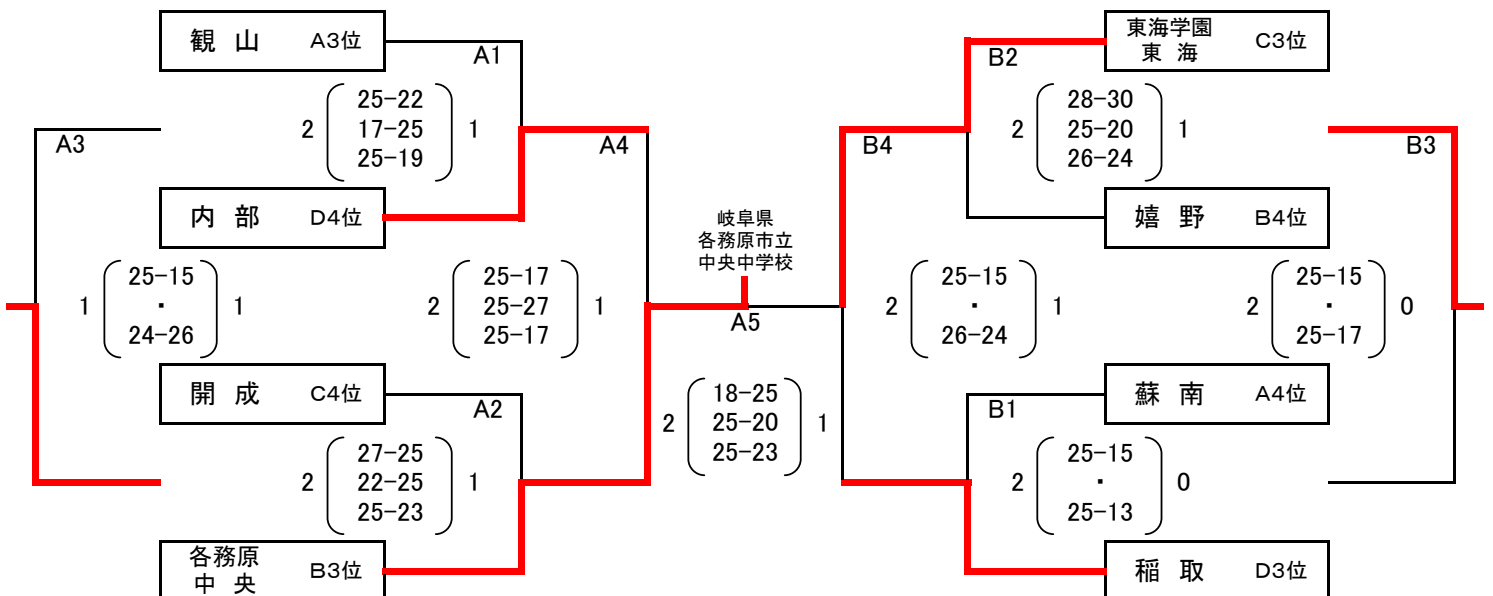 観 山 A3位
A1
2 25-22 1
17-25
25-19
A3
内 部 D4位
A4
1 25-15 1
・
24-26
2 25-17 1
25-27
25-17
開 成 C4位
A2
2 27-25 1
22-25
25-23
各務原
中 央 B3位
岐阜県
各務原市立
中央中学校
A5
2 18-25 1
25-20
25-23
東海学園
東 海 C3位
B2
2 28-30 1
25-20
26-24
B4
B3
嬉 野 B4位
2 25-15 1
・
26-24
2 25-15 0
・
25-17
蘇 南 A4位
B1
2 25-15 0
・
25-13
稲 取 D3位